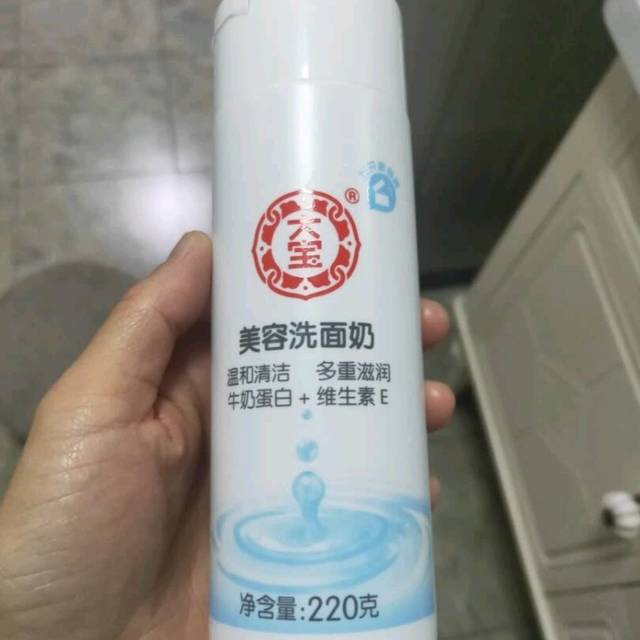 ®
大宝
美容洗面奶
温和清洁 多重滋润
牛奶蛋白 + 维生素 E
净含量:220克